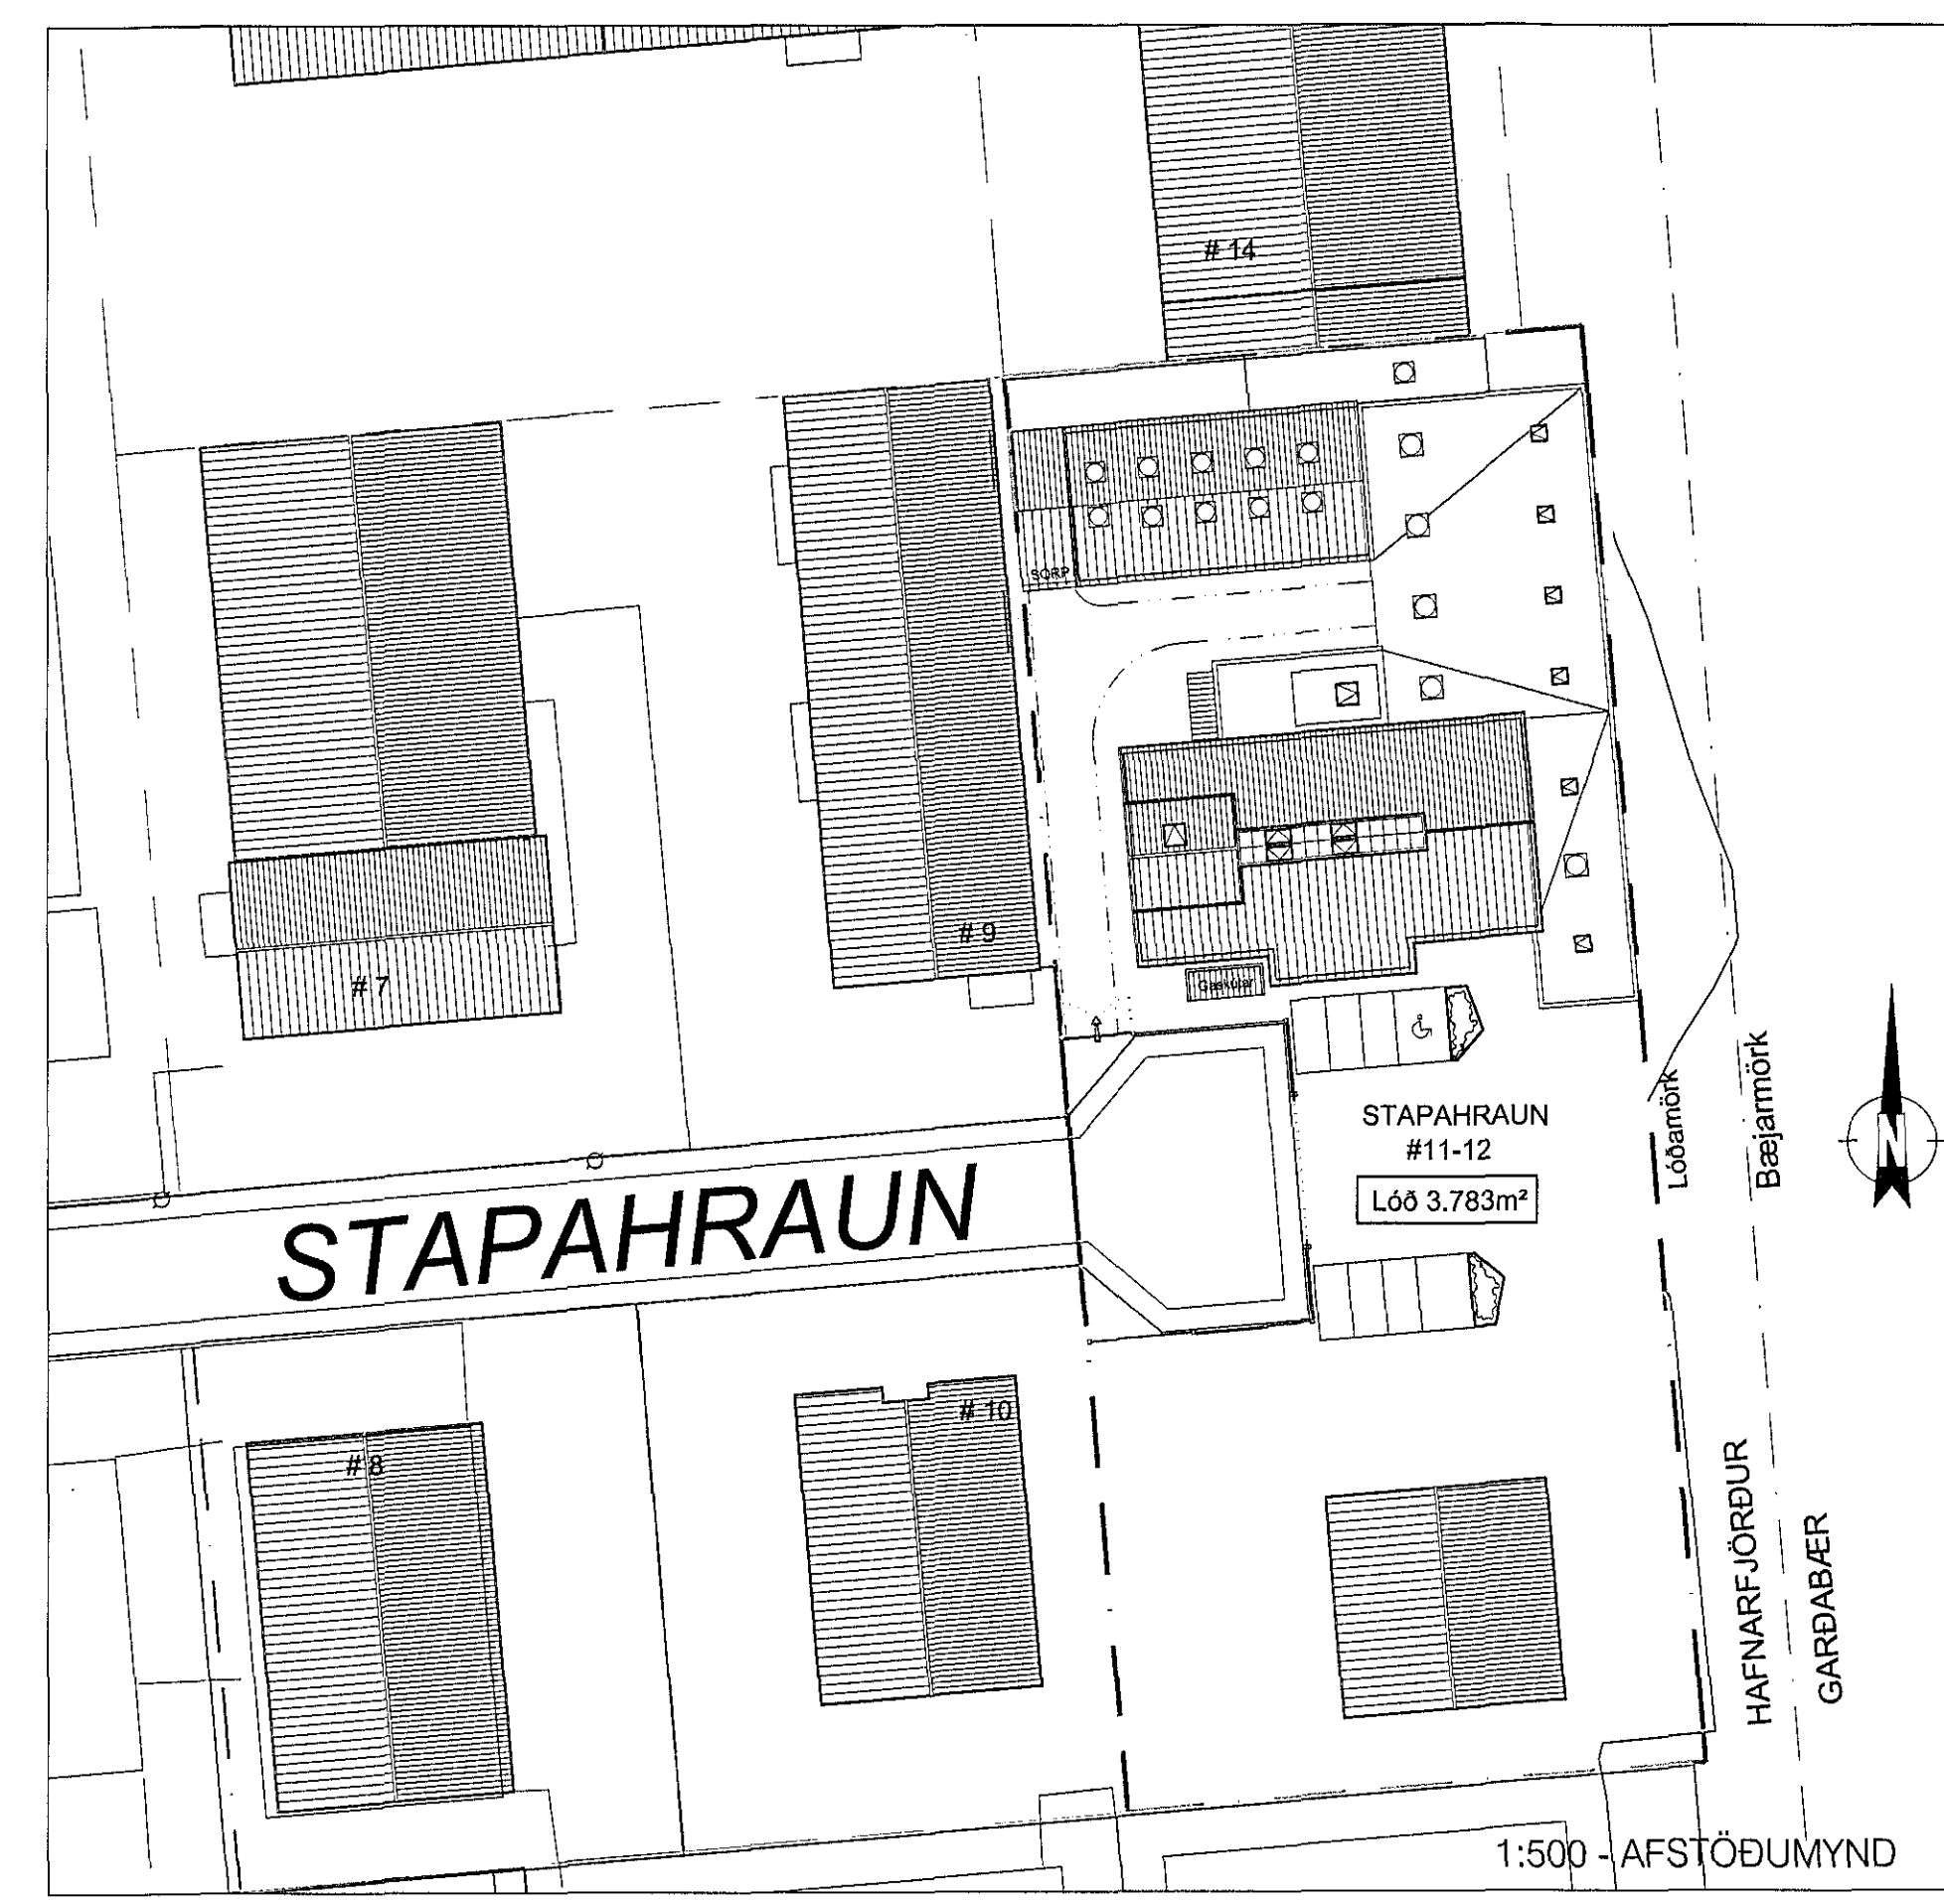 # 14
SORP
# 9
# 7
Gaskútar
STAPAHRAUN
#11-12
Lóð 3.783m²
Lóðamörk
Bæjarmörk
N
STAPAHRAUN
# 10
# 8
HAFNARFJÖRÐUR
GARÐABÆR
1:500 - AFSTÖÐUMYND